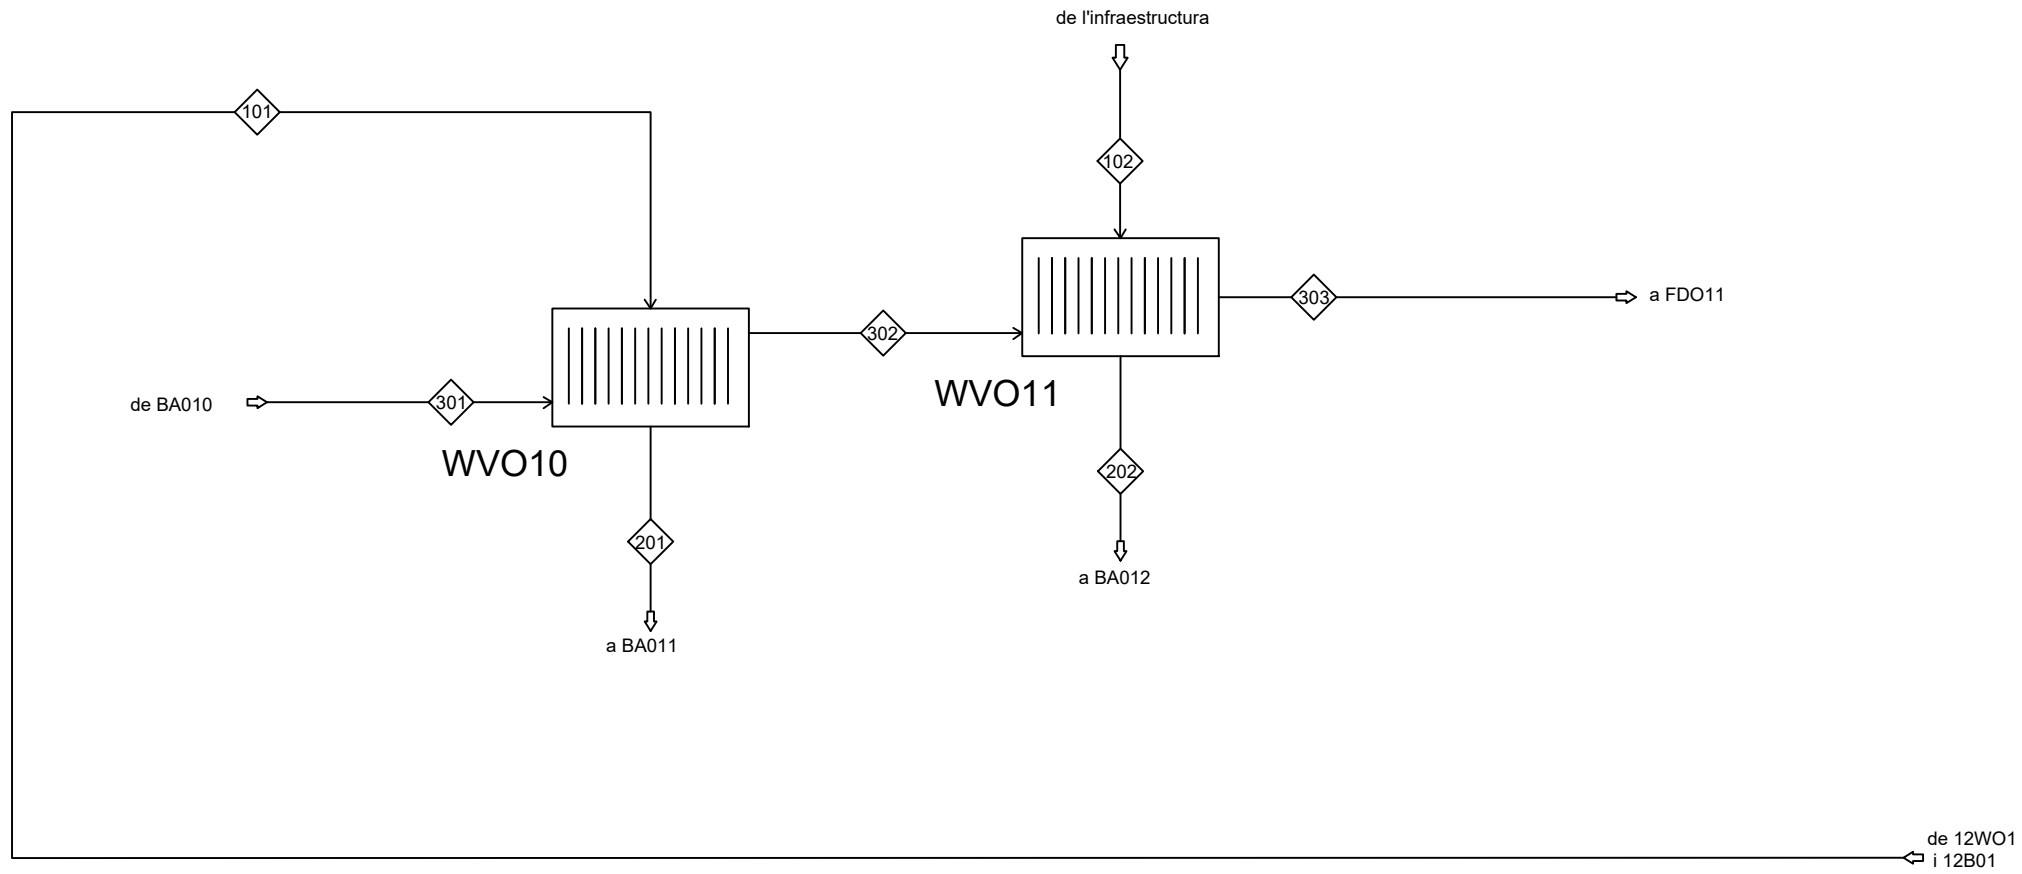 de l'infraestructura
101
102
303
a FDO11
302
WVO11
de BA010
301
WVO10
202
201
a BA012
a BA011
de 12WO1
i 12B01